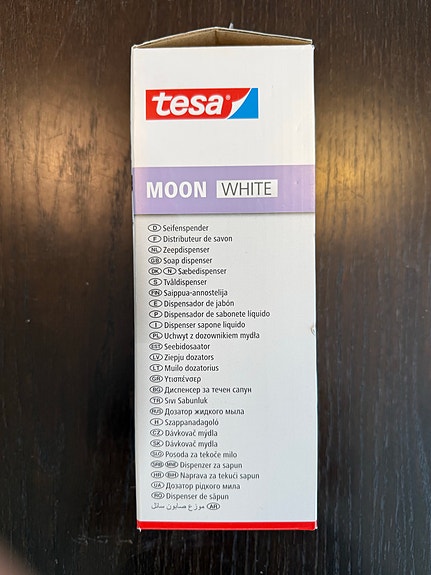 tesa®
MOON WHITE
D Seifenspender
F Distributeur de savon
NL Zeepdispenser
GB Soap dispenser
DK N Sæbedispenser
S Tvåldispenser
FIN Saippua-annostelija
E Dispensador de jabón
P Dispensador de sabonete líquido
I Dispenser sapone liquido
PL Uchwyt z dozownikiem mydła
EST Seebidosaator
LV Ziepju dozators
LT Muilo dozatorius
GR Υτισπένσερ
BG Диспенсер за течен сапун
TR Sıvı Sabunluk
RUS Дозатор жидкого мыла
H Szappanadagoló
CZ Dávkovač mýdla
SK Dávkovač mydla
SLO Posoda za tekoče milo
SRB MNE Dispenzer za sapun
HR BIH Naprava za tekući sapun
UA Дозатор рідкого мила
RO Dispenser de săpun
موزع صابون سائل AR